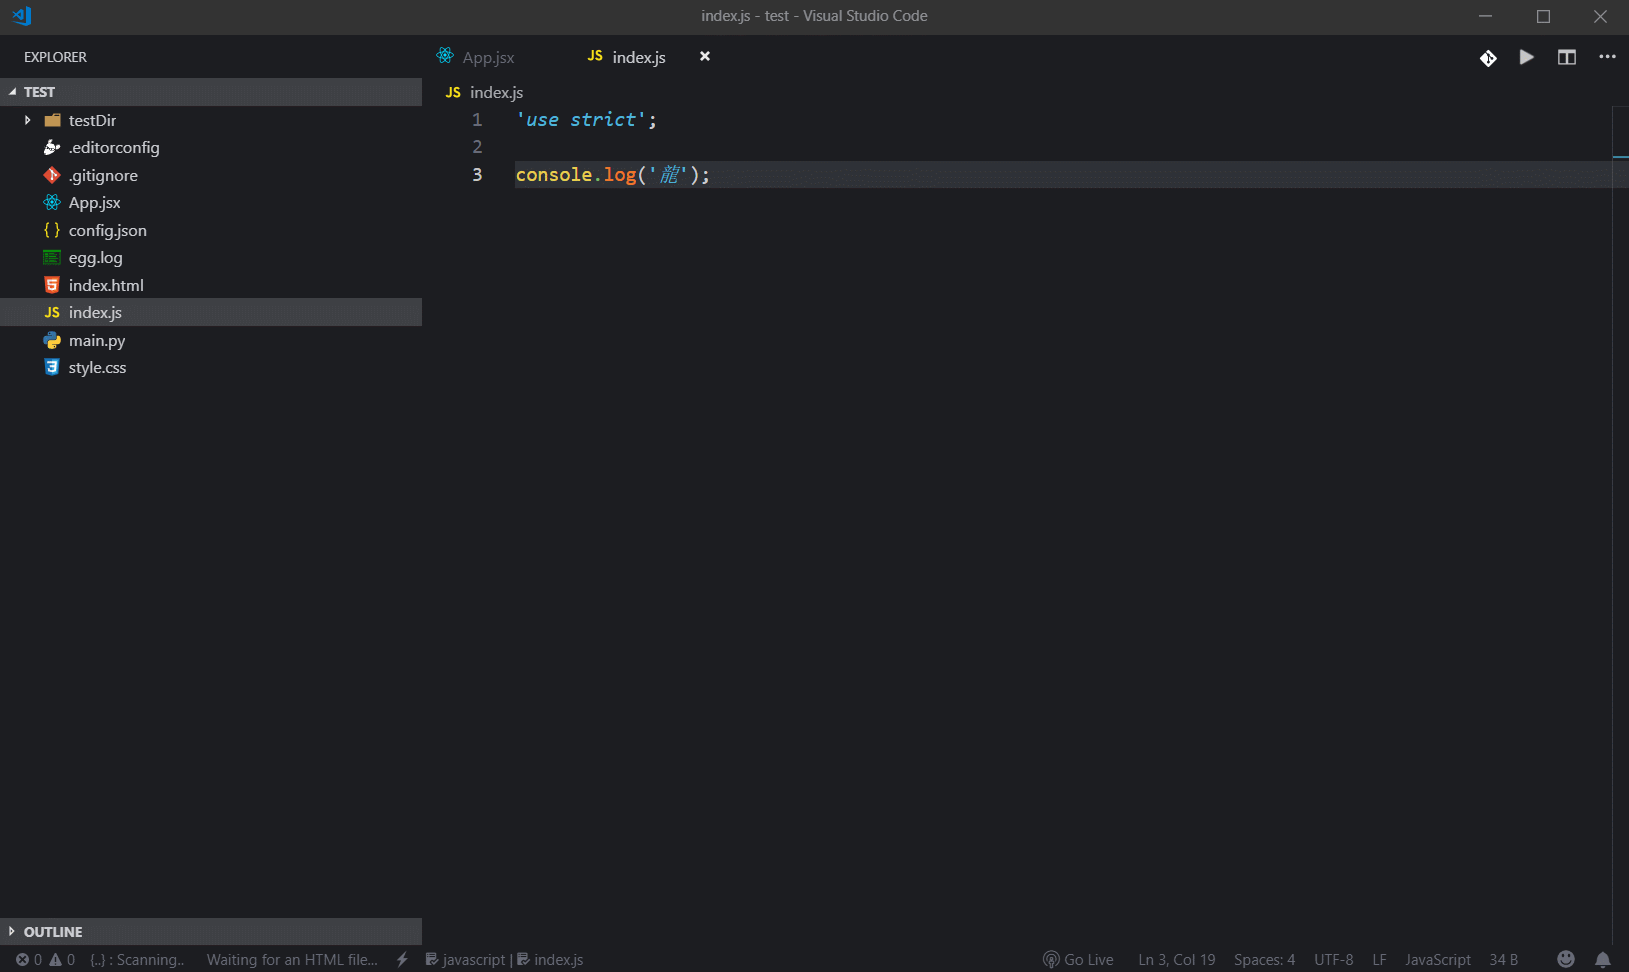 index.js - test - Visual Studio Code
EXPLORER
TEST
testDir
.editorconfig
.gitignore
App.jsx
config.json
egg.log
index.html
JS index.js
main.py
style.css
OUTLINE
App.jsx
JS index.js
JS index.js
1 'use strict';
2
3 console.log('龍');
0 0 {..} : Scanning.. Waiting for an HTML file... javascript | index.js Go Live Ln 3, Col 19 Spaces: 4 UTF-8 LF JavaScript 34 B